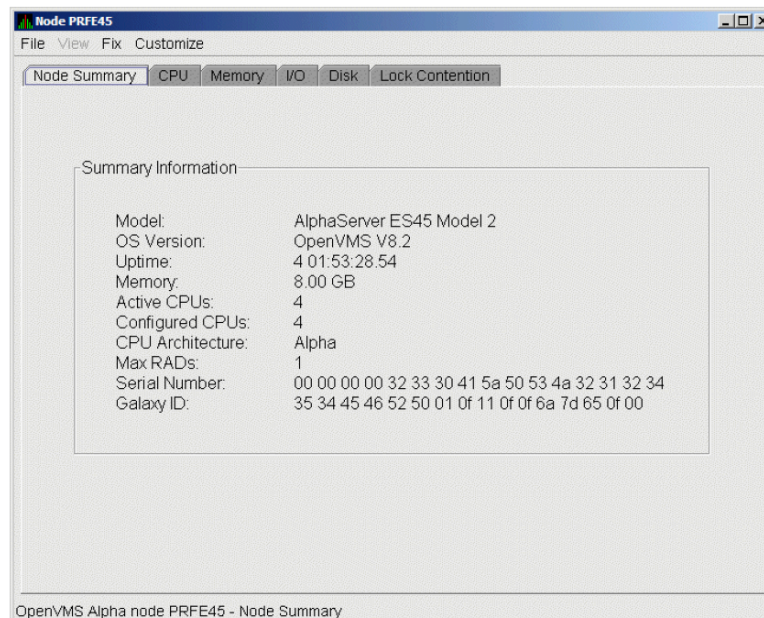 Node PRFE45
File View Fix Customize
Node Summary CPU Memory I/O Disk Lock Contention
Summary Information
Model: AlphaServer ES45 Model 2
OS Version: OpenVMS V8.2
Uptime: 4 01:53:28.54
Memory: 8.00 GB
Active CPUs: 4
Configured CPUs: 4
CPU Architecture: Alpha
Max RADs: 1
Serial Number: 00 00 00 00 32 33 30 41 5a 50 53 4a 32 31 32 34
Galaxy ID: 35 34 45 46 52 50 01 0f 11 0f 0f 6a 7d 65 0f 00
OpenVMS Alpha node PRFE45 - Node Summary